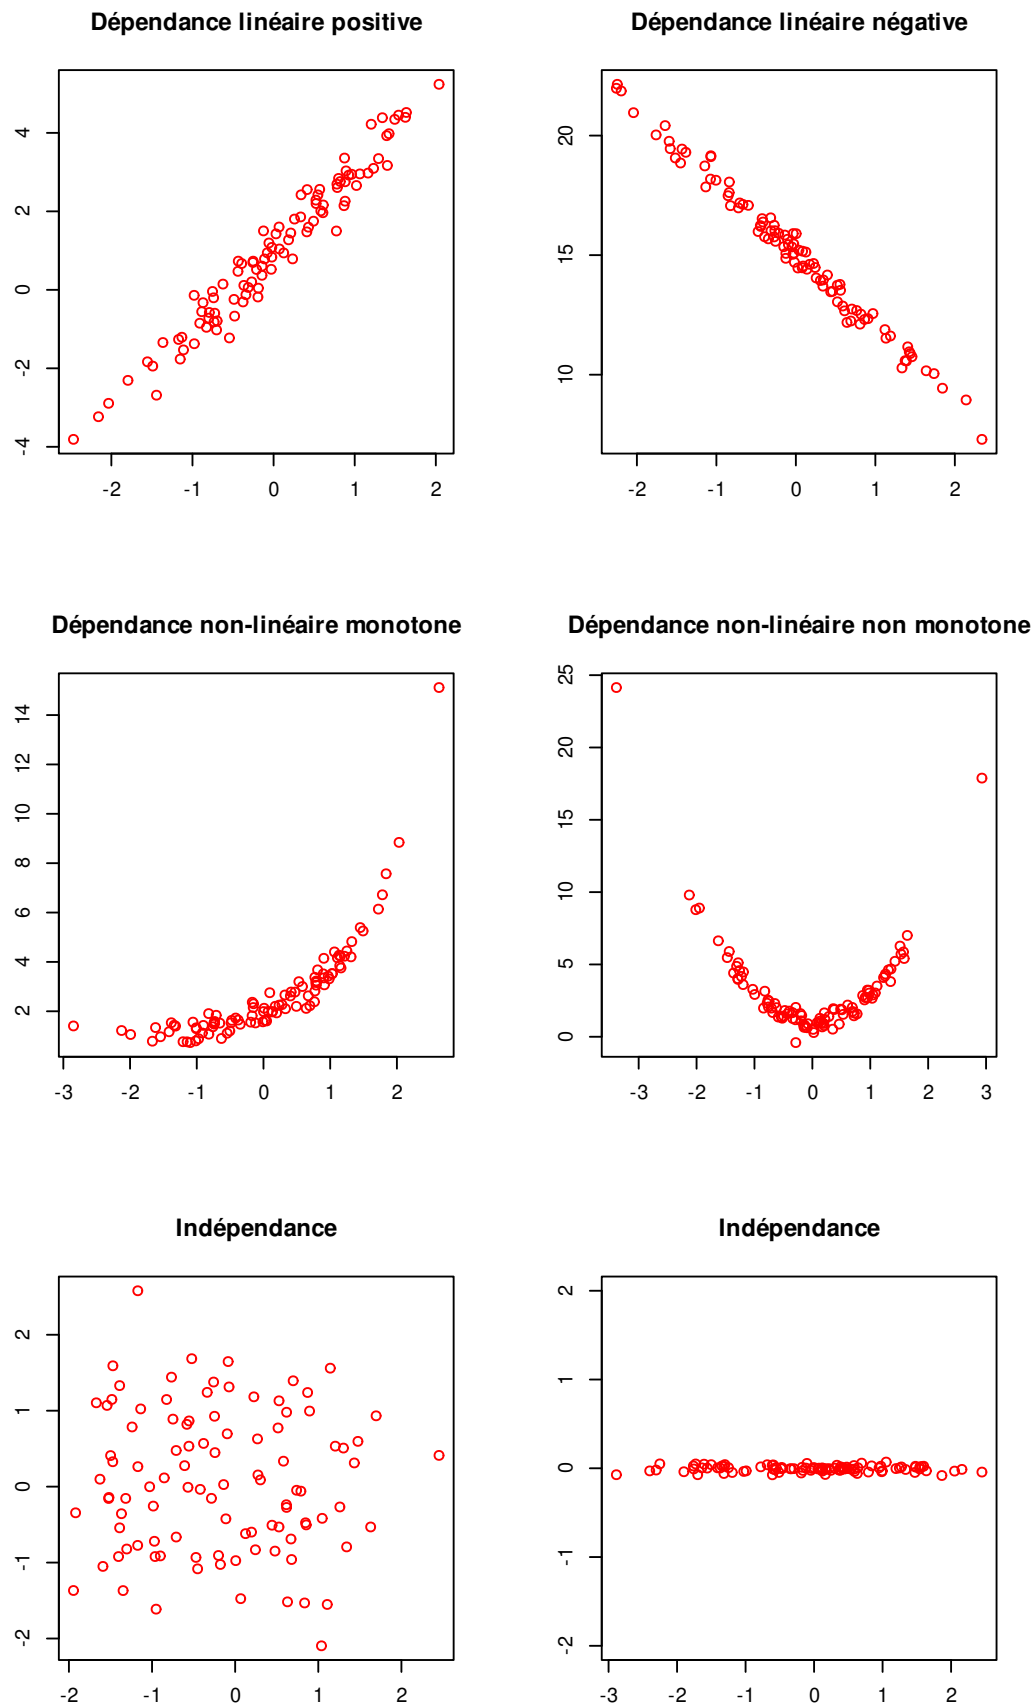 Dépendance linéaire positive
4
2
0
-2
-4
-2 -1 0 1 2
Dépendance linéaire négative
20
15
10
-2 -1 0 1 2
Dépendance non-linéaire monotone
14
12
10
8
6
4
2
-3 -2 -1 0 1 2
Dépendance non-linéaire non monotone
25
20
15
10
5
0
-3 -2 -1 0 1 2 3
Indépendance
2
1
0
-1
-2
-2 -1 0 1 2
Indépendance
2
1
0
-1
-2
-3 -2 -1 0 1 2